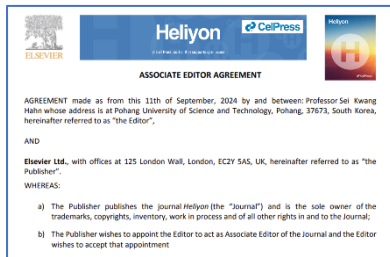 ELSEVIER
Heliyon
CelPress
Heliyon
ASSOCIATE EDITOR AGREEMENT
AGREEMENT made as from this 11th of September, 2024 by and between: Professor Sei Kwang
Hahn whose address is at Pohang University of Science and Technology, Pohang, 37673, South Korea,
hereinafter referred to as "the Editor",
AND
Elsevier Ltd., with offices at 125 London Wall, London, EC2Y 5AS, UK, hereinafter referred to as "the
Publisher".
WHEREAS:
a) The Publisher publishes the journal Heliyon (the "Journal") and is the sole owner of the
trademarks, copyrights, inventory, work in process and of all other rights in and to the Journal;
b) The Publisher wishes to appoint the Editor to act as Associate Editor of the Journal and the Editor
wishes to accept that appointment